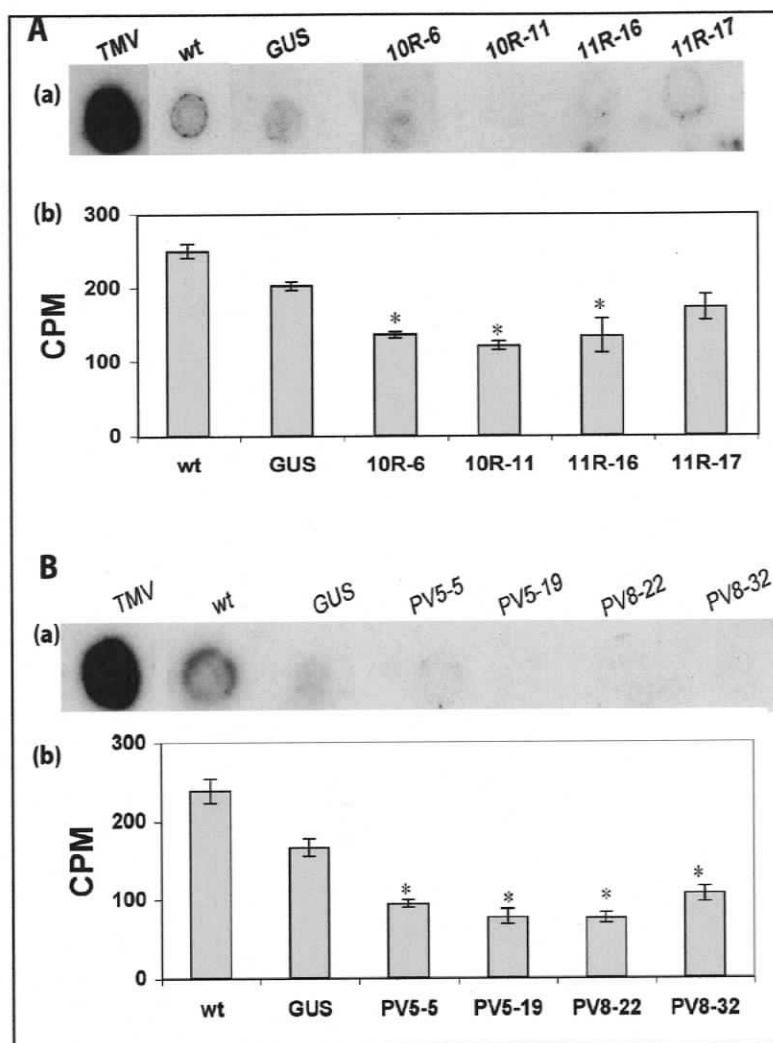 A
TMV wt GUS 10R-6 10R-11 11R-16 11R-17
(a)
(b)
300
200
100
0
CPM
* * *
wt GUS 10R-6 10R-11 11R-16 11R-17
B
TMV wt GUS PV5-5 PV5-19 PV8-22 PV8-32
(a)
(b)
300
200
100
0
CPM
* * * *
wt GUS PV5-5 PV5-19 PV8-22 PV8-32